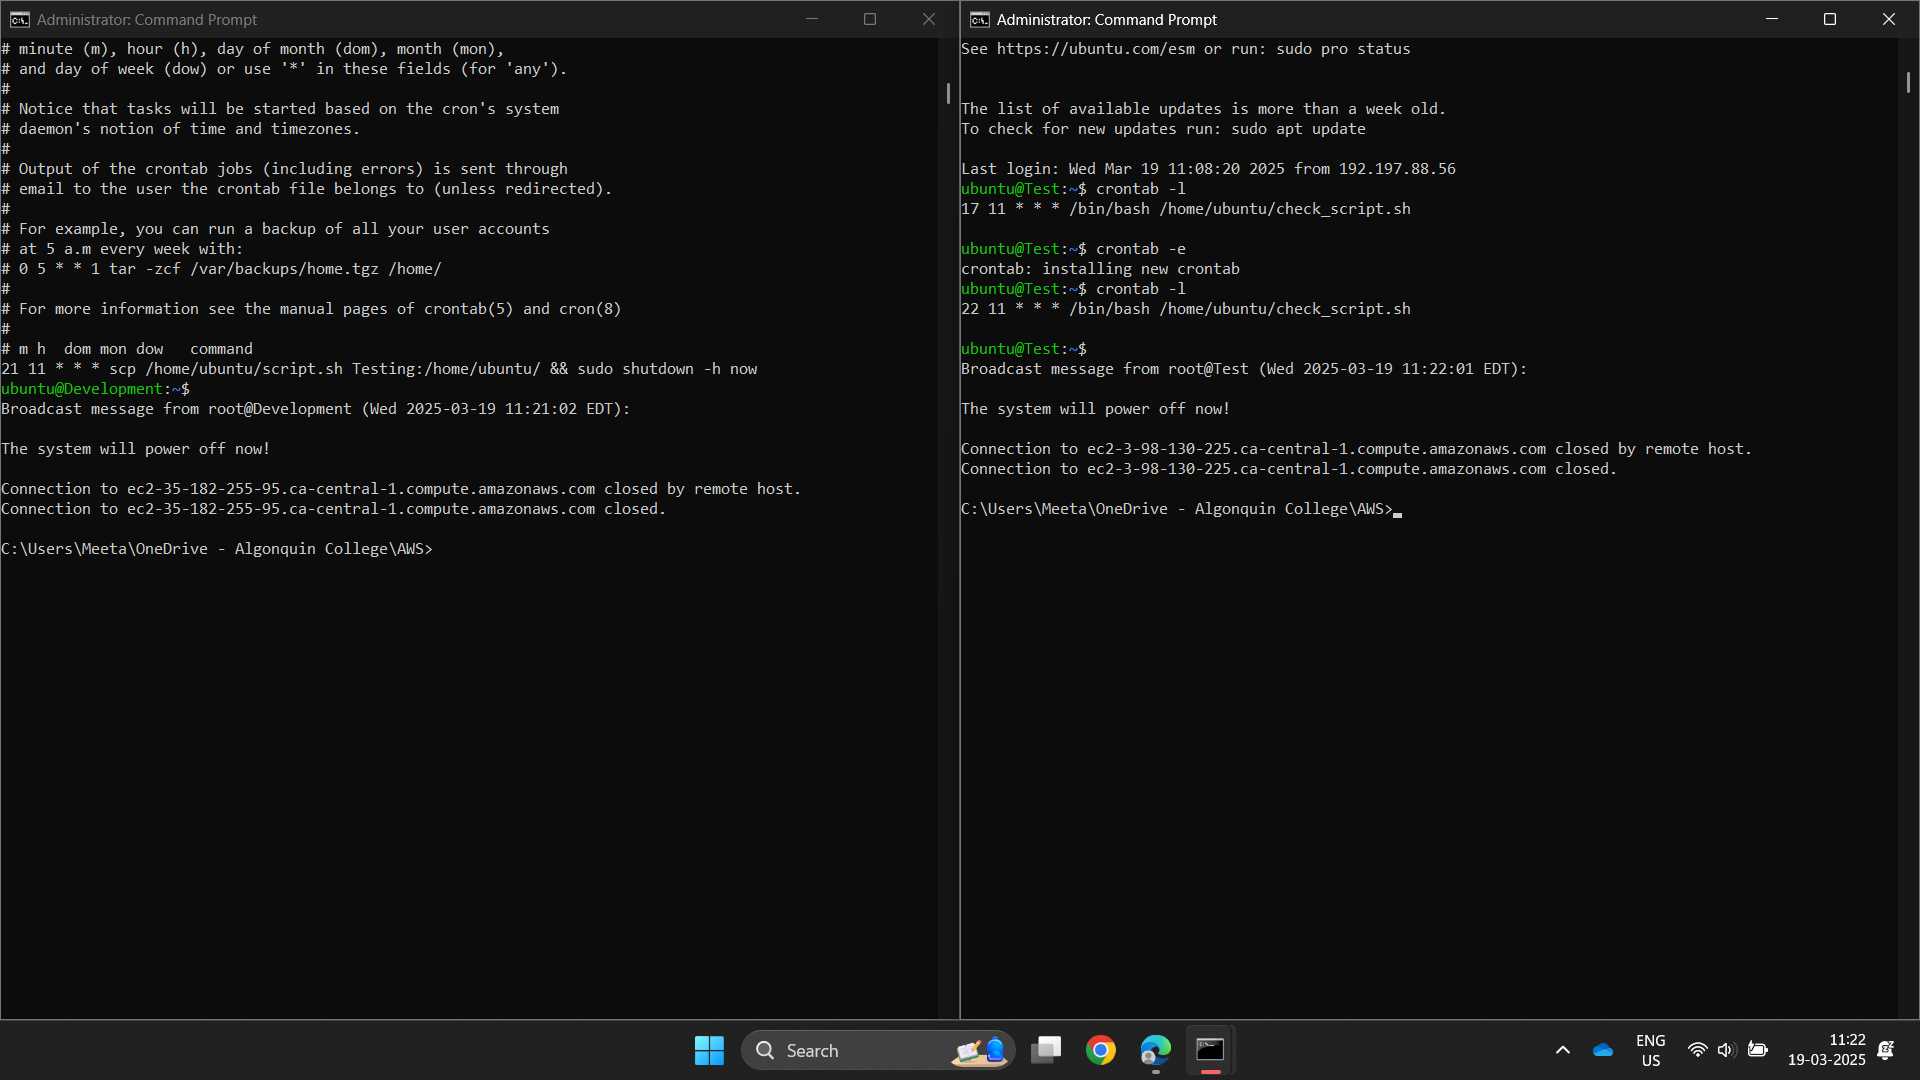 Administrator: Command Prompt
# minute (m), hour (h), day of month (dom), month (mon),
# and day of week (dow) or use '*' in these fields (for 'any').
#
# Notice that tasks will be started based on the cron's system
# daemon's notion of time and timezones.
#
# Output of the crontab jobs (including errors) is sent through
# email to the user the crontab file belongs to (unless redirected).
#
# For example, you can run a backup of all your user accounts
# at 5 a.m every week with:
# 0 5 * * 1 tar -zcf /var/backups/home.tgz /home/
#
# For more information see the manual pages of crontab(5) and cron(8)
#
# m h  dom mon dow   command
21 11 * * * scp /home/ubuntu/script.sh Testing:/home/ubuntu/ && sudo shutdown -h now
ubuntu@Development:~$
Broadcast message from root@Development (Wed 2025-03-19 11:21:02 EDT):
The system will power off now!
Connection to ec2-35-182-255-95.ca-central-1.compute.amazonaws.com closed by remote host.
Connection to ec2-35-182-255-95.ca-central-1.compute.amazonaws.com closed.
C:\Users\Meeta\OneDrive - Algonquin College\AWS>
Administrator: Command Prompt
See https://ubuntu.com/esm or run: sudo pro status
The list of available updates is more than a week old.
To check for new updates run: sudo apt update
Last login: Wed Mar 19 11:08:20 2025 from 192.197.88.56
ubuntu@Test:~$ crontab -l
17 11 * * * /bin/bash /home/ubuntu/check_script.sh
ubuntu@Test:~$ crontab -e
crontab: installing new crontab
ubuntu@Test:~$ crontab -l
22 11 * * * /bin/bash /home/ubuntu/check_script.sh
ubuntu@Test:~$
Broadcast message from root@Test (Wed 2025-03-19 11:22:01 EDT):
The system will power off now!
Connection to ec2-3-98-130-225.ca-central-1.compute.amazonaws.com closed by remote host.
Connection to ec2-3-98-130-225.ca-central-1.compute.amazonaws.com closed.
C:\Users\Meeta\OneDrive - Algonquin College\AWS>
Search
ENG
US
11:22
19-03-2025